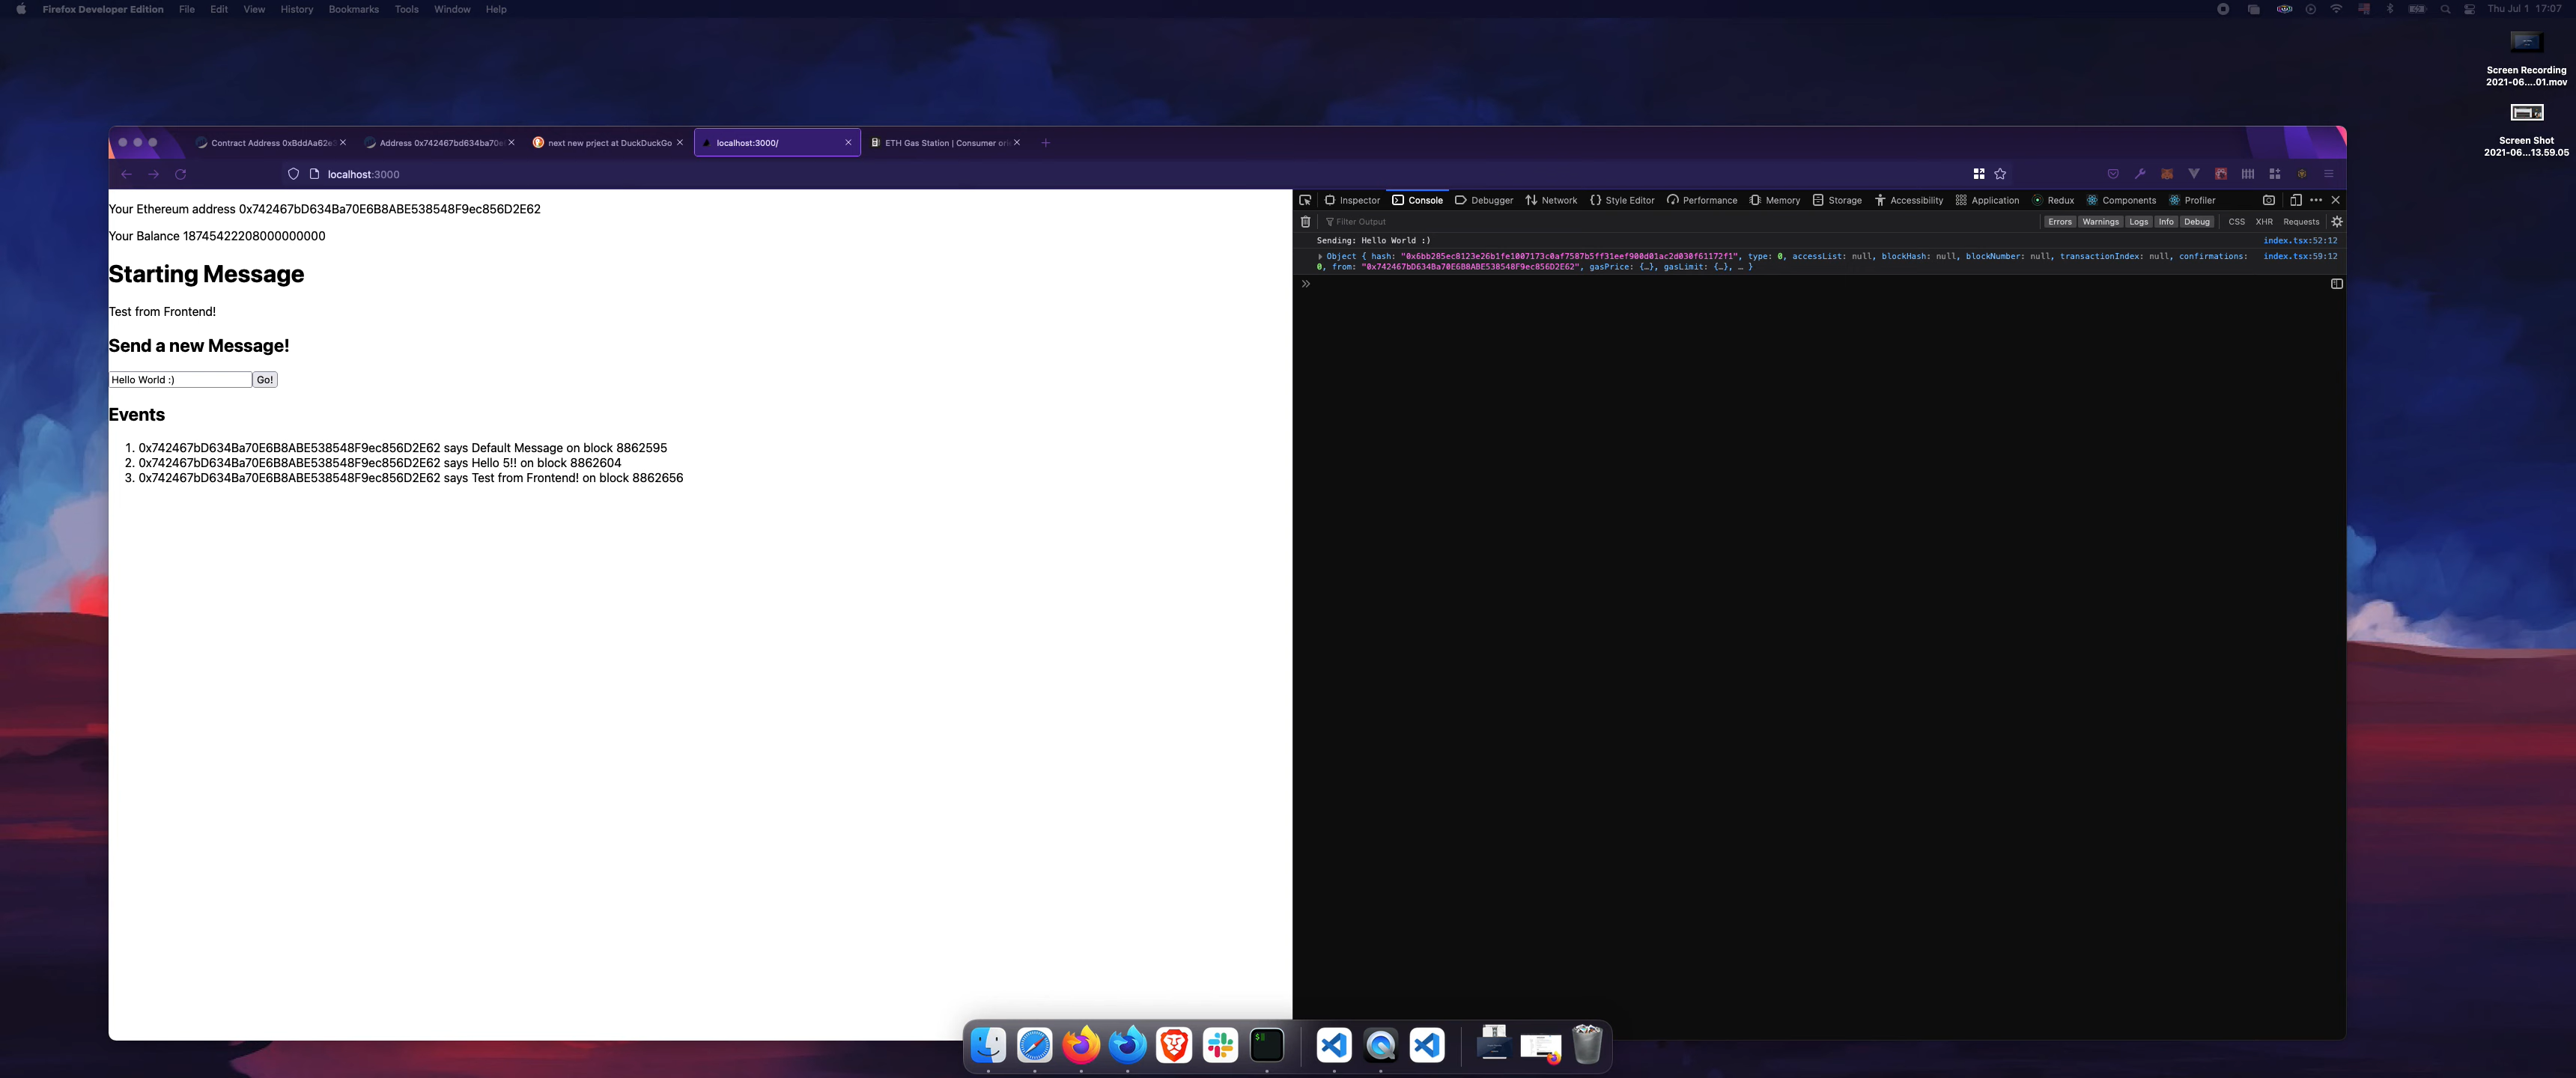 Firefox Developer Edition File Edit View History Bookmarks Tools Window Help
Thu Jul 1 17:07
Screen Recording
2021-06....01.mov
Screen Shot
2021-06...13.59.05
Contract Address 0xBddAa62e
Address 0x742467bd634ba70
next new prject at DuckDuckGo
localhost:3000/
ETH Gas Station | Consumer ori
localhost:3000
Your Ethereum address 0x742467bD634Ba70E6B8ABE538548F9ec856D2E62
Your Balance 18745422208000000000
Starting Message
Test from Frontend!
Send a new Message!
Hello World :) Go!
Events
1. 0x742467bD634Ba70E6B8ABE538548F9ec856D2E62 says Default Message on block 8862595
2. 0x742467bD634Ba70E6B8ABE538548F9ec856D2E62 says Hello 5!! on block 8862604
3. 0x742467bD634Ba70E6B8ABE538548F9ec856D2E62 says Test from Frontend! on block 8862656
Inspector Console Debugger Network Style Editor Performance Memory Storage Accessibility Application Redux Components Profiler
Filter Output Errors Warnings Logs Info Debug CSS XHR Requests
Sending: Hello World :) index.tsx:52:12
Object { hash: "0x6bb285ec8123e26b1fe1007173c0af7587b5ff31eef900d01ac2d030f61172f1", type: 0, accessList: null, blockHash: null, blockNumber: null, transactionIndex: null, confirmations: index.tsx:59:12
0, from: "0x742467bD634Ba70E6B8ABE538548F9ec856D2E62", gasPrice: {…}, gasLimit: {…}, … }